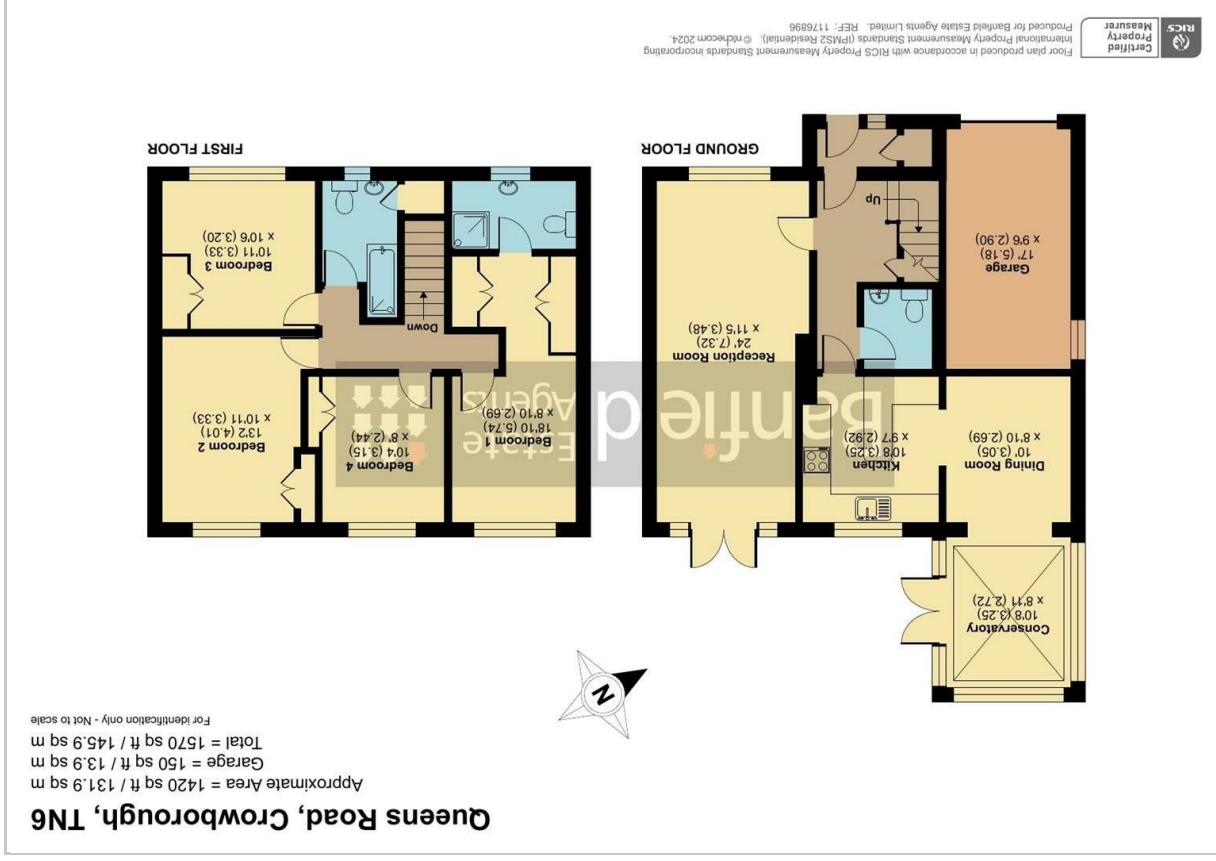 Queens Road, Crowborough, TN6
Approximate Area = 1420 sq ft / 131.9 sq m
Garage = 150 sq ft / 13.9 sq m
Total = 1570 sq ft / 145.9 sq m
For identification only - Not to scale
N
Conservatory
10'8 (3.25)
x 8'11 (2.72)
Dining Room
10' (3.05)
x 8'10 (2.69)
Kitchen
10'8 (3.25)
x 9'7 (2.92)
Reception Room
24' (7.32)
x 11'5 (3.48)
Garage
17' (5.18)
x 9'6 (2.90)
Up
GROUND FLOOR
Bedroom 1
18'10 (5.74)
x 8'10 (2.69)
Bedroom 4
10'4 (3.15)
x 8' (2.44)
Bedroom 2
13'2 (4.01)
x 10'11 (3.33)
Down
Bedroom 3
10'11 (3.33)
x 10'6 (3.20)
FIRST FLOOR
Banfield
Estate
Agents
Certified
Property
Measurer
RICS
Floor plan produced in accordance with RICS Property Measurement Standards incorporating
International Property Measurement Standards (IPMS2 Residential). © nichecom 2024.
Produced for Banfield Estate Agents Limited. REF: 1176896